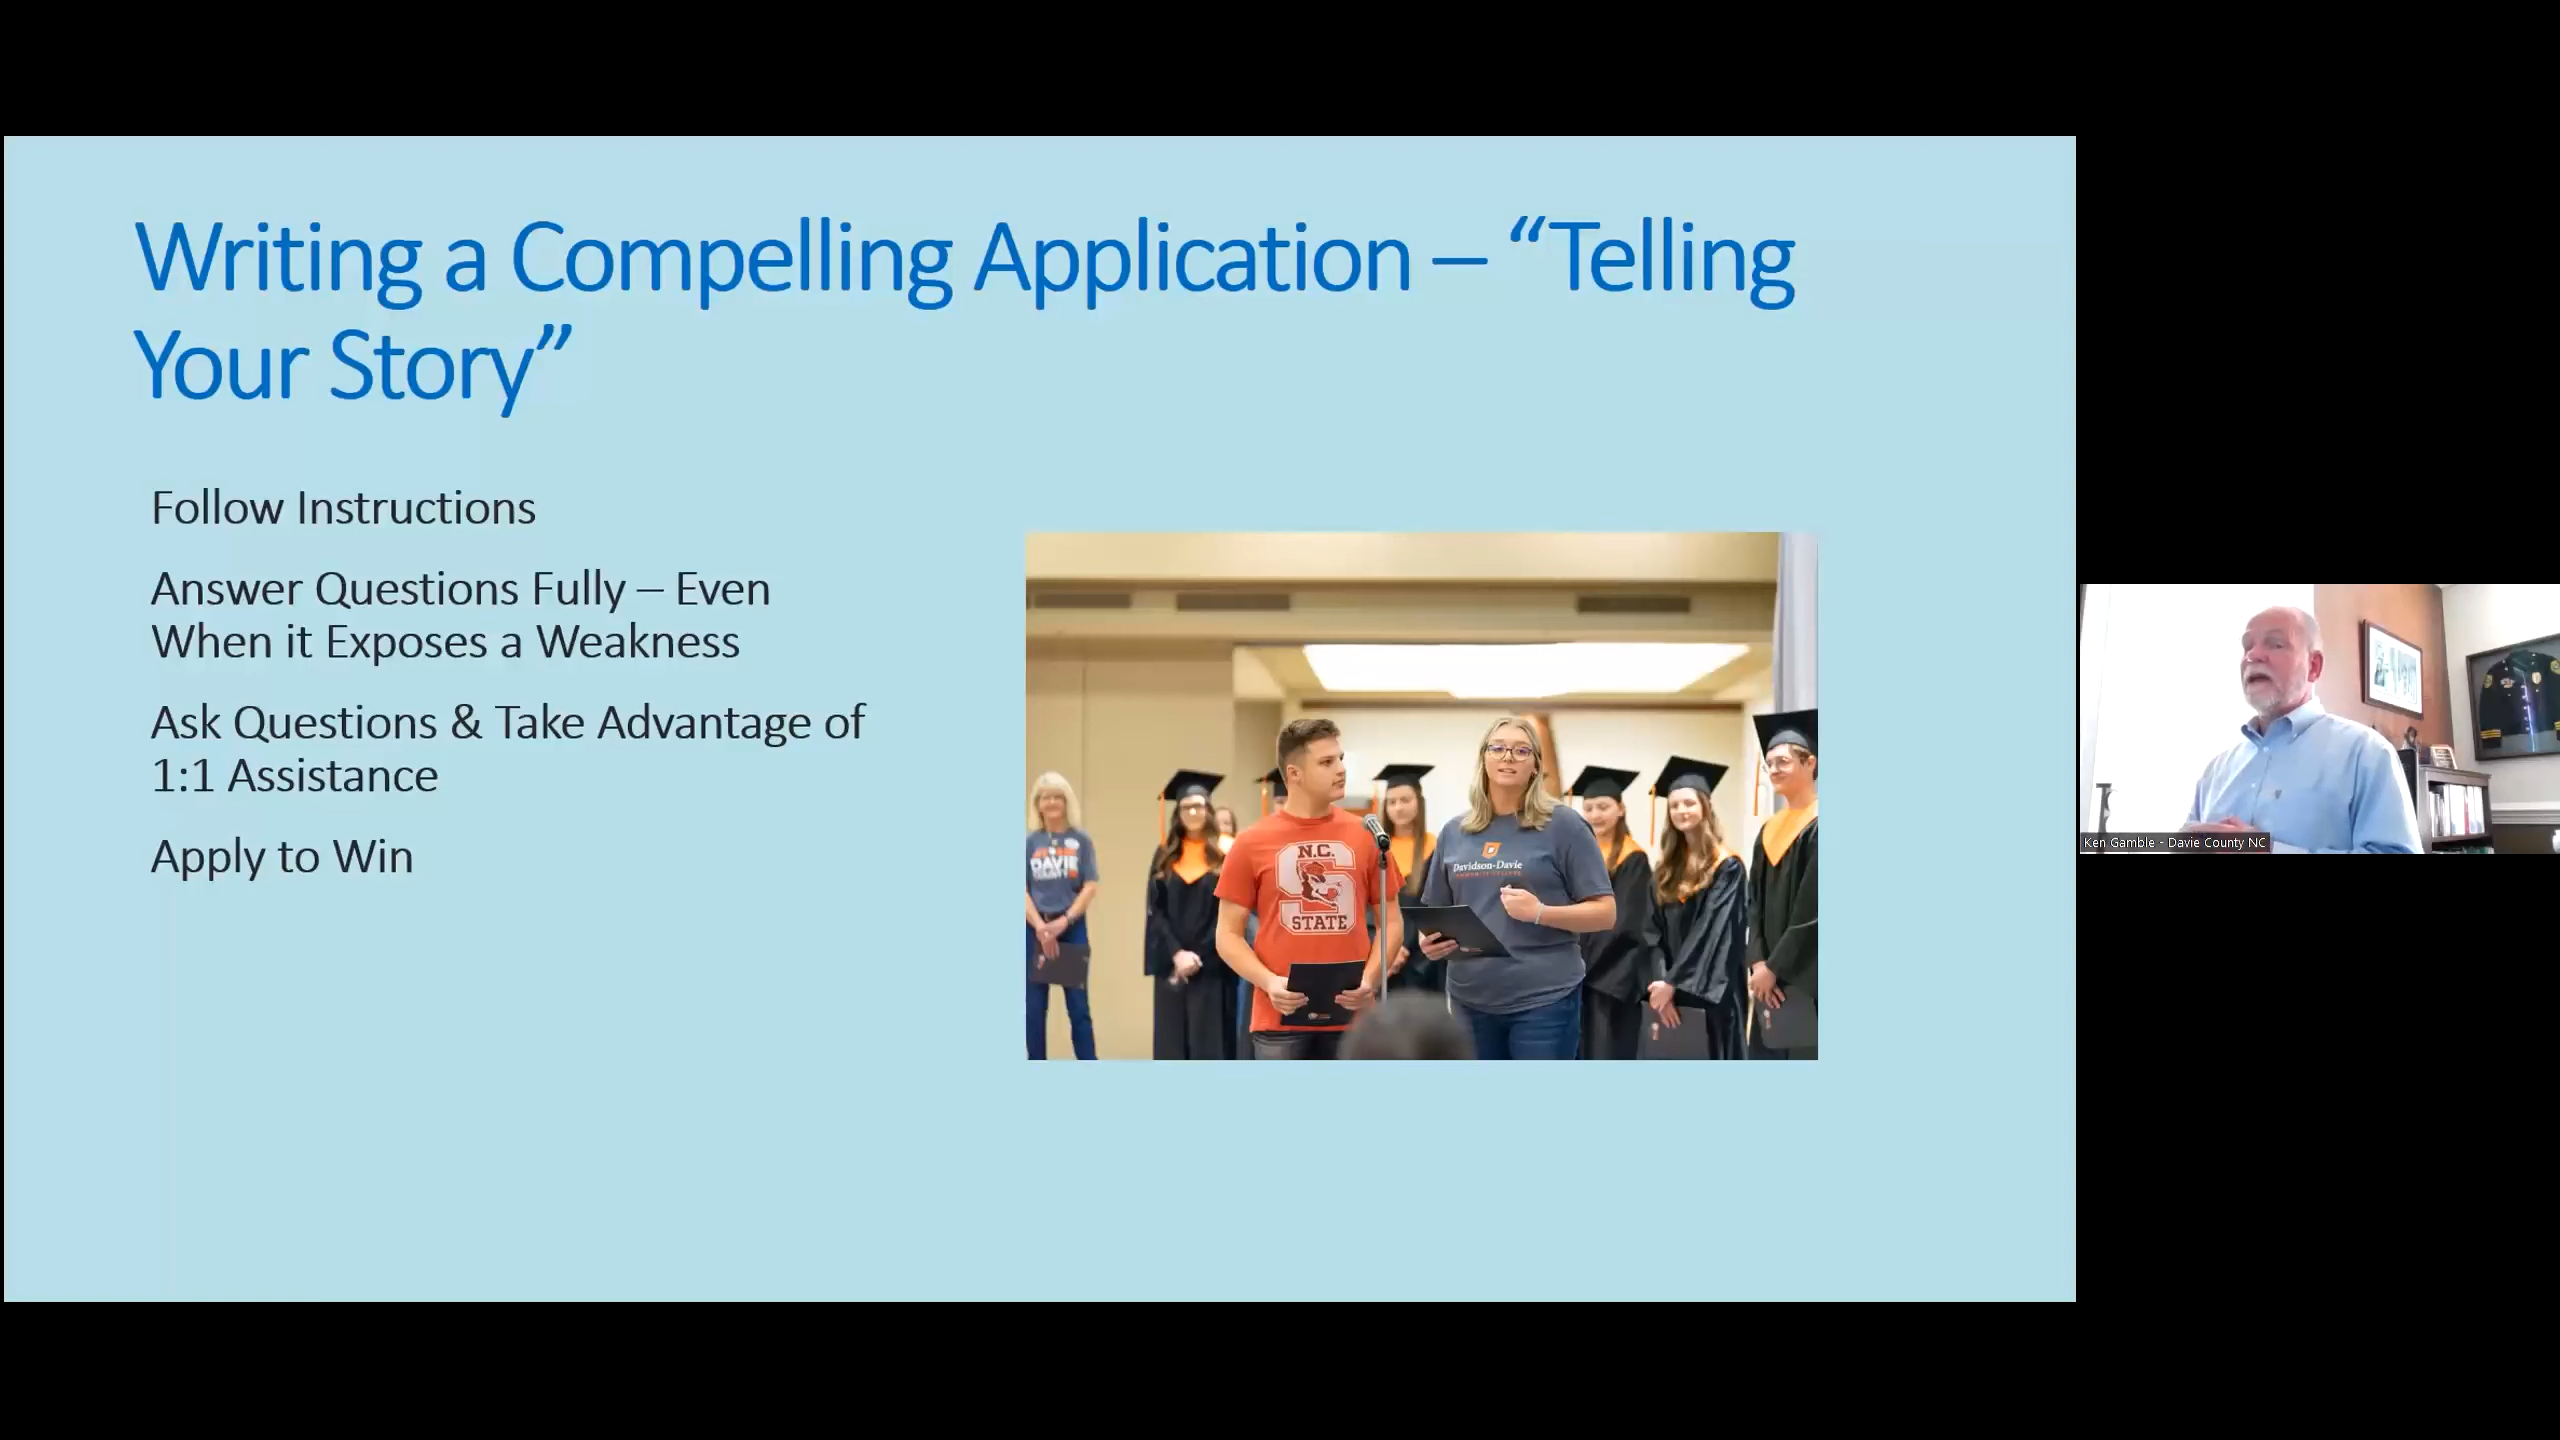 Writing a Compelling Application – “Telling
Your Story”
Follow Instructions
Answer Questions Fully – Even
When it Exposes a Weakness
Ask Questions & Take Advantage of
1:1 Assistance
Apply to Win
DAVIE
N.C.
S
STATE
Davidson-Davie
Ken Gamble - Davie County NC